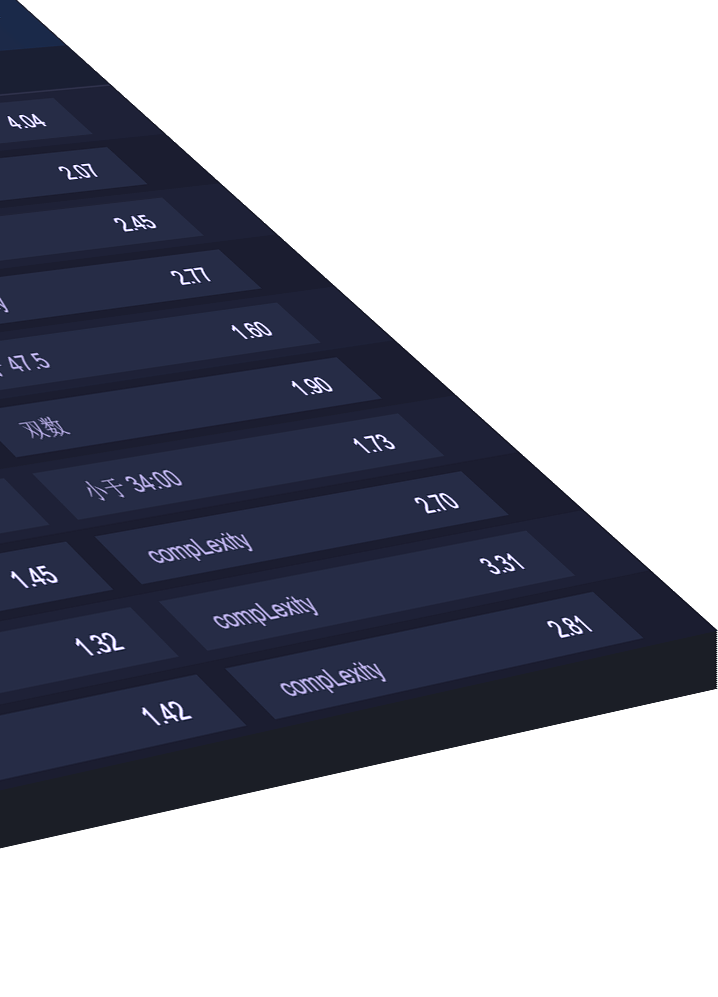 4.04
2.07
2.45
2.77
47.5 1.60
双数 1.90
小于 34:00 1.73
compLexity 2.70
1.45 compLexity 3.31
1.32 compLexity 2.81
1.42